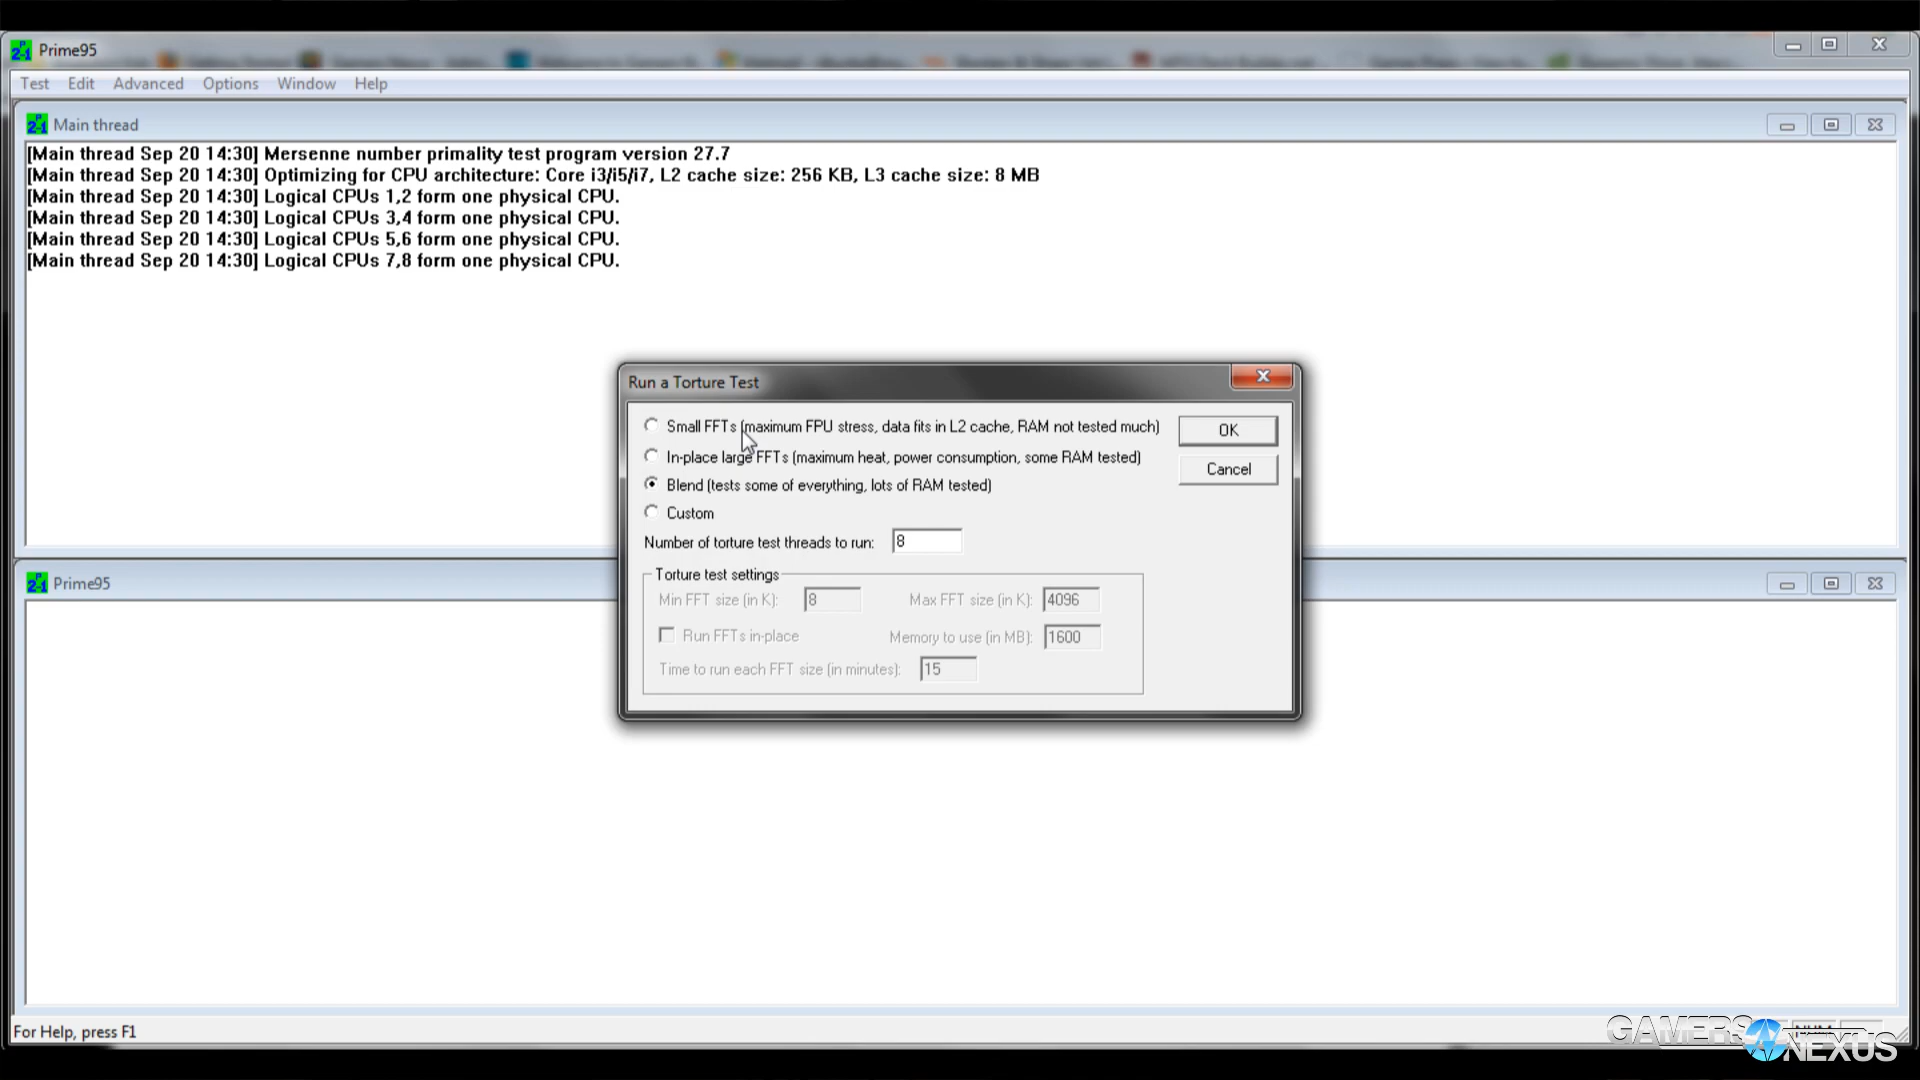 Prime95
Test Edit Advanced Options Window Help
Main thread
[Main thread Sep 20 14:30] Mersenne number primality test program version 27.7
[Main thread Sep 20 14:30] Optimizing for CPU architecture: Core i3/i5/i7, L2 cache size: 256 KB, L3 cache size: 8 MB
[Main thread Sep 20 14:30] Logical CPUs 1,2 form one physical CPU.
[Main thread Sep 20 14:30] Logical CPUs 3,4 form one physical CPU.
[Main thread Sep 20 14:30] Logical CPUs 5,6 form one physical CPU.
[Main thread Sep 20 14:30] Logical CPUs 7,8 form one physical CPU.
Run a Torture Test
Small FFTs (maximum FPU stress, data fits in L2 cache, RAM not tested much)
In-place large FFTs (maximum heat, power consumption, some RAM tested)
Blend (tests some of everything, lots of RAM tested)
Custom
OK
Cancel
Number of torture test threads to run: 8
Torture test settings
Min FFT size (in K): 8 Max FFT size (in K): 4096
Run FFTs in-place Memory to use (in MB): 1600
Time to run each FFT size (in minutes): 15
Prime95
For Help, press F1
GAMERS
NEXUS